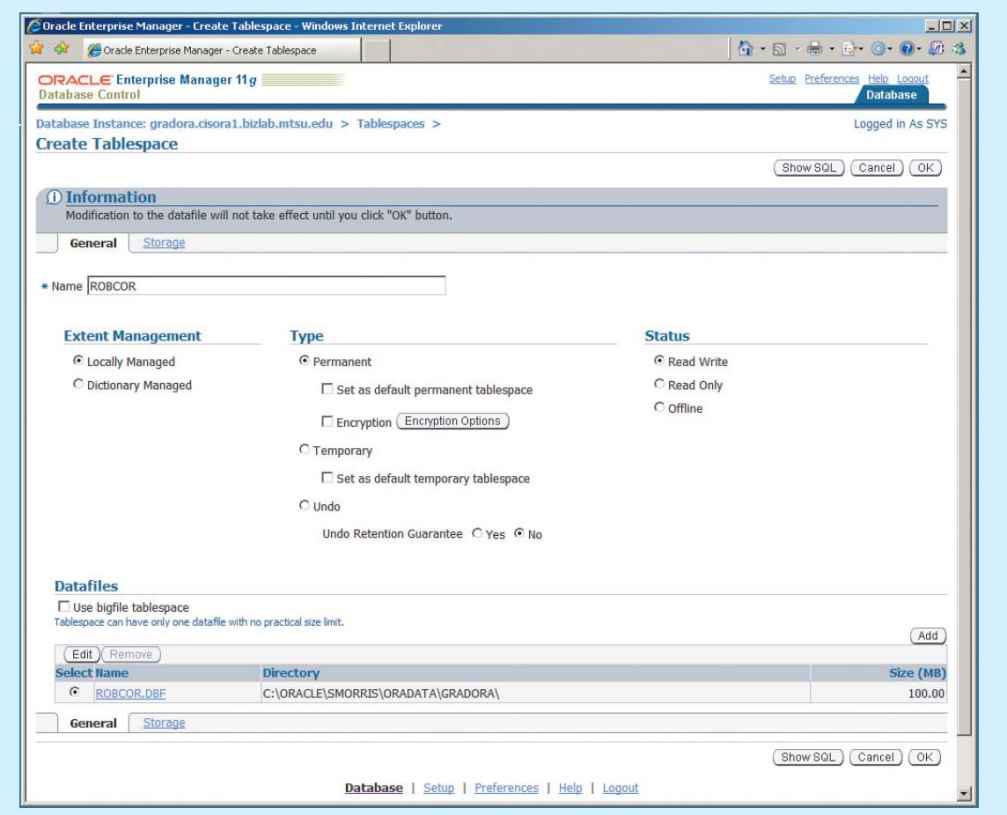 Oracle Enterprise Manager - Create Tablespace - Windows Internet Explorer
Oracle Enterprise Manager - Create Tablespace
ORACLE Enterprise Manager 11g
Setup Preferences Help Logout
Database Control
Database
Database Instance: gradora.cisora1.bizlab.mtsu.edu > Tablespaces >
Logged in As SYS
Create Tablespace
Show SQL Cancel OK
Information
Modification to the datafile will not take effect until you click "OK" button.
General Storage
* Name ROBCOR
Extent Management Type Status
Locally Managed Permanent Read Write
Dictionary Managed Set as default permanent tablespace Read Only
Encryption Encryption Options Offline
Temporary
Set as default temporary tablespace
Undo
Undo Retention Guarantee Yes No
Datafiles
Use bigfile tablespace
Tablespace can have only one datafile with no practical size limit.
Add
Edit Remove
Select Name Directory Size (MB)
ROBCOR.DBF C:\ORACLE\SMORRIS\ORADATA\GRADORA\ 100.00
General Storage
Show SQL Cancel OK
Database | Setup | Preferences | Help | Logout